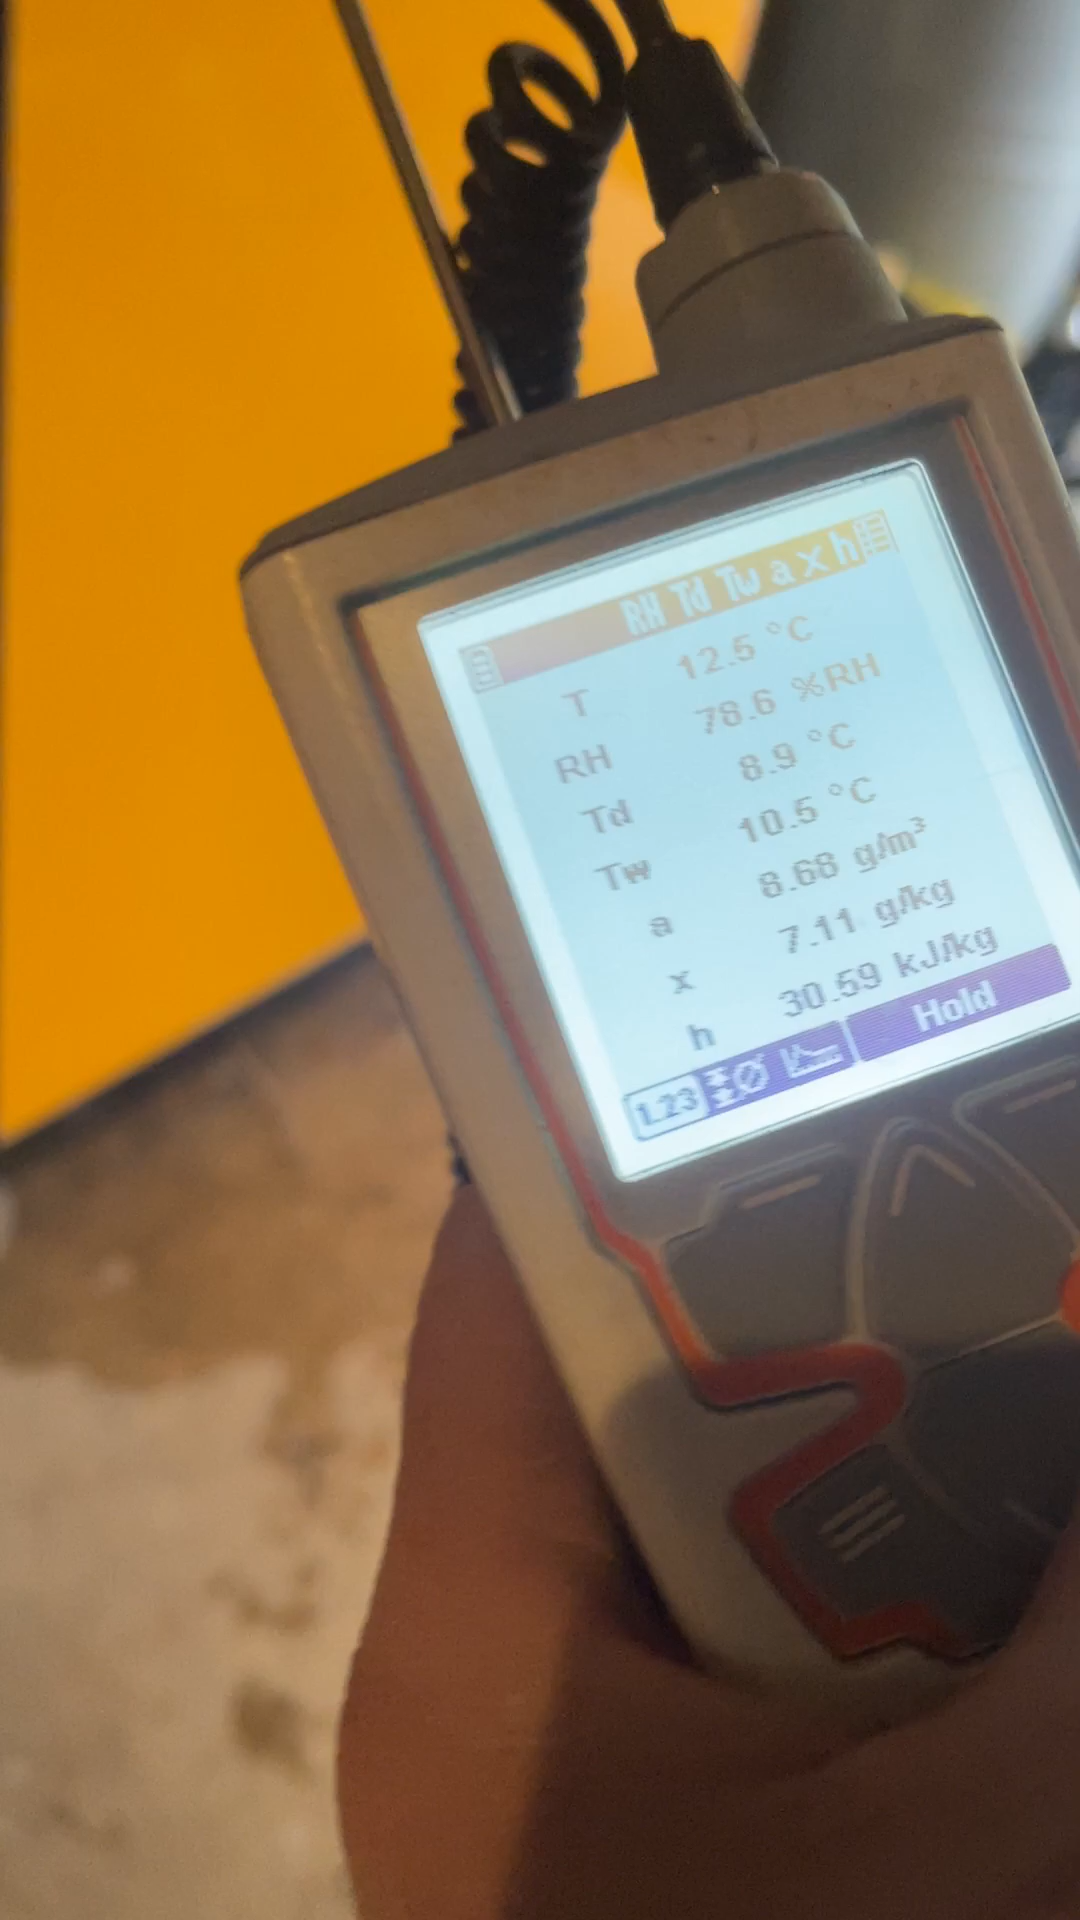 RH Td Tw a x h
T 12.5 °C
RH 78.6 %RH
Td 8.9 °C
Tw 10.5 °C
a 8.68 g/m³
x 7.11 g/kg
h 30.59 kJ/kg
1.23 Hold